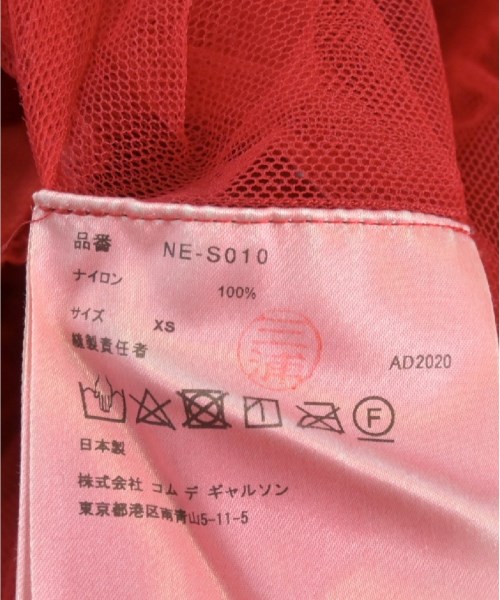 品番 NE-S010
ナイロン
100%
サイズ XS
縫製責任者 三浦
AD2020
F
日本製
株式会社 コム デ ギャルソン
東京都港区南青山5-11-5